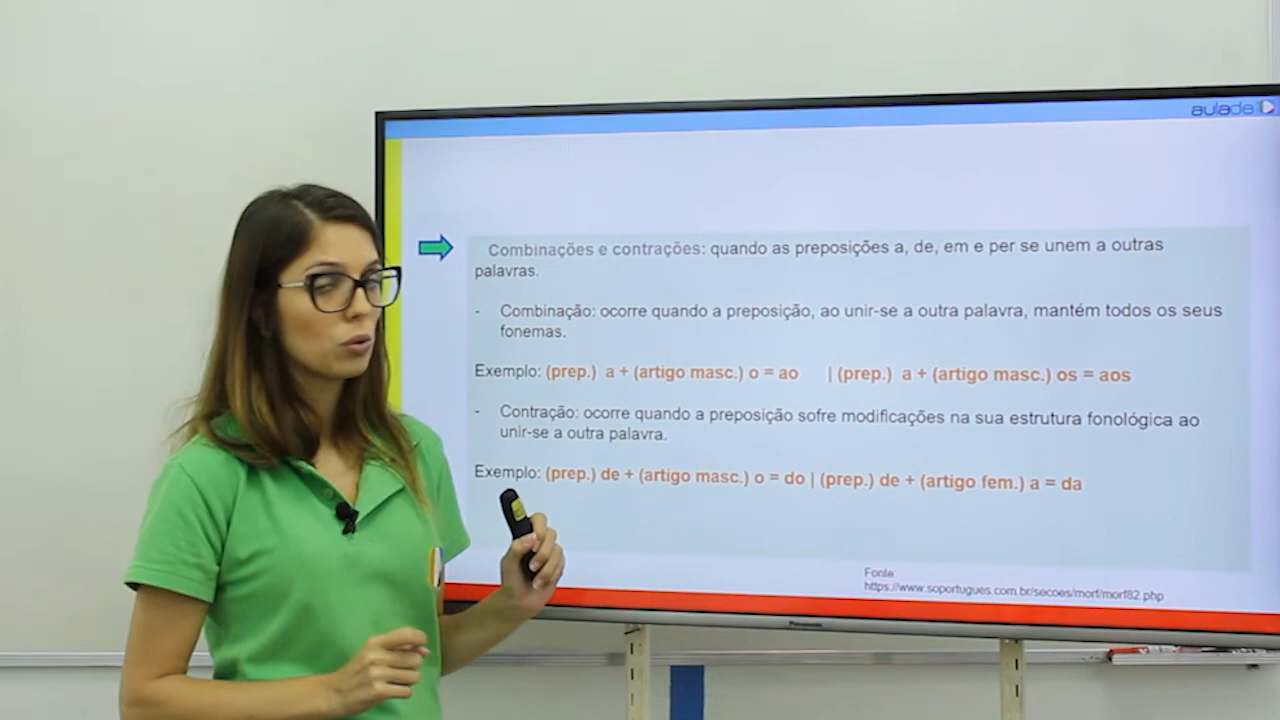 auladei
Combinações e contrações: quando as preposições a, de, em e per se unem a outras
palavras.
- Combinação: ocorre quando a preposição, ao unir-se a outra palavra, mantém todos os seus
fonemas.
Exemplo: (prep.) a + (artigo masc.) o = ao | (prep.) a + (artigo masc.) os = aos
- Contração: ocorre quando a preposição sofre modificações na sua estrutura fonológica ao
unir-se a outra palavra.
Exemplo: (prep.) de + (artigo masc.) o = do | (prep.) de + (artigo fem.) a = da
Fonte.
https://www.soportugues.com.br/secoes/morf/morf82.php
Panasonic